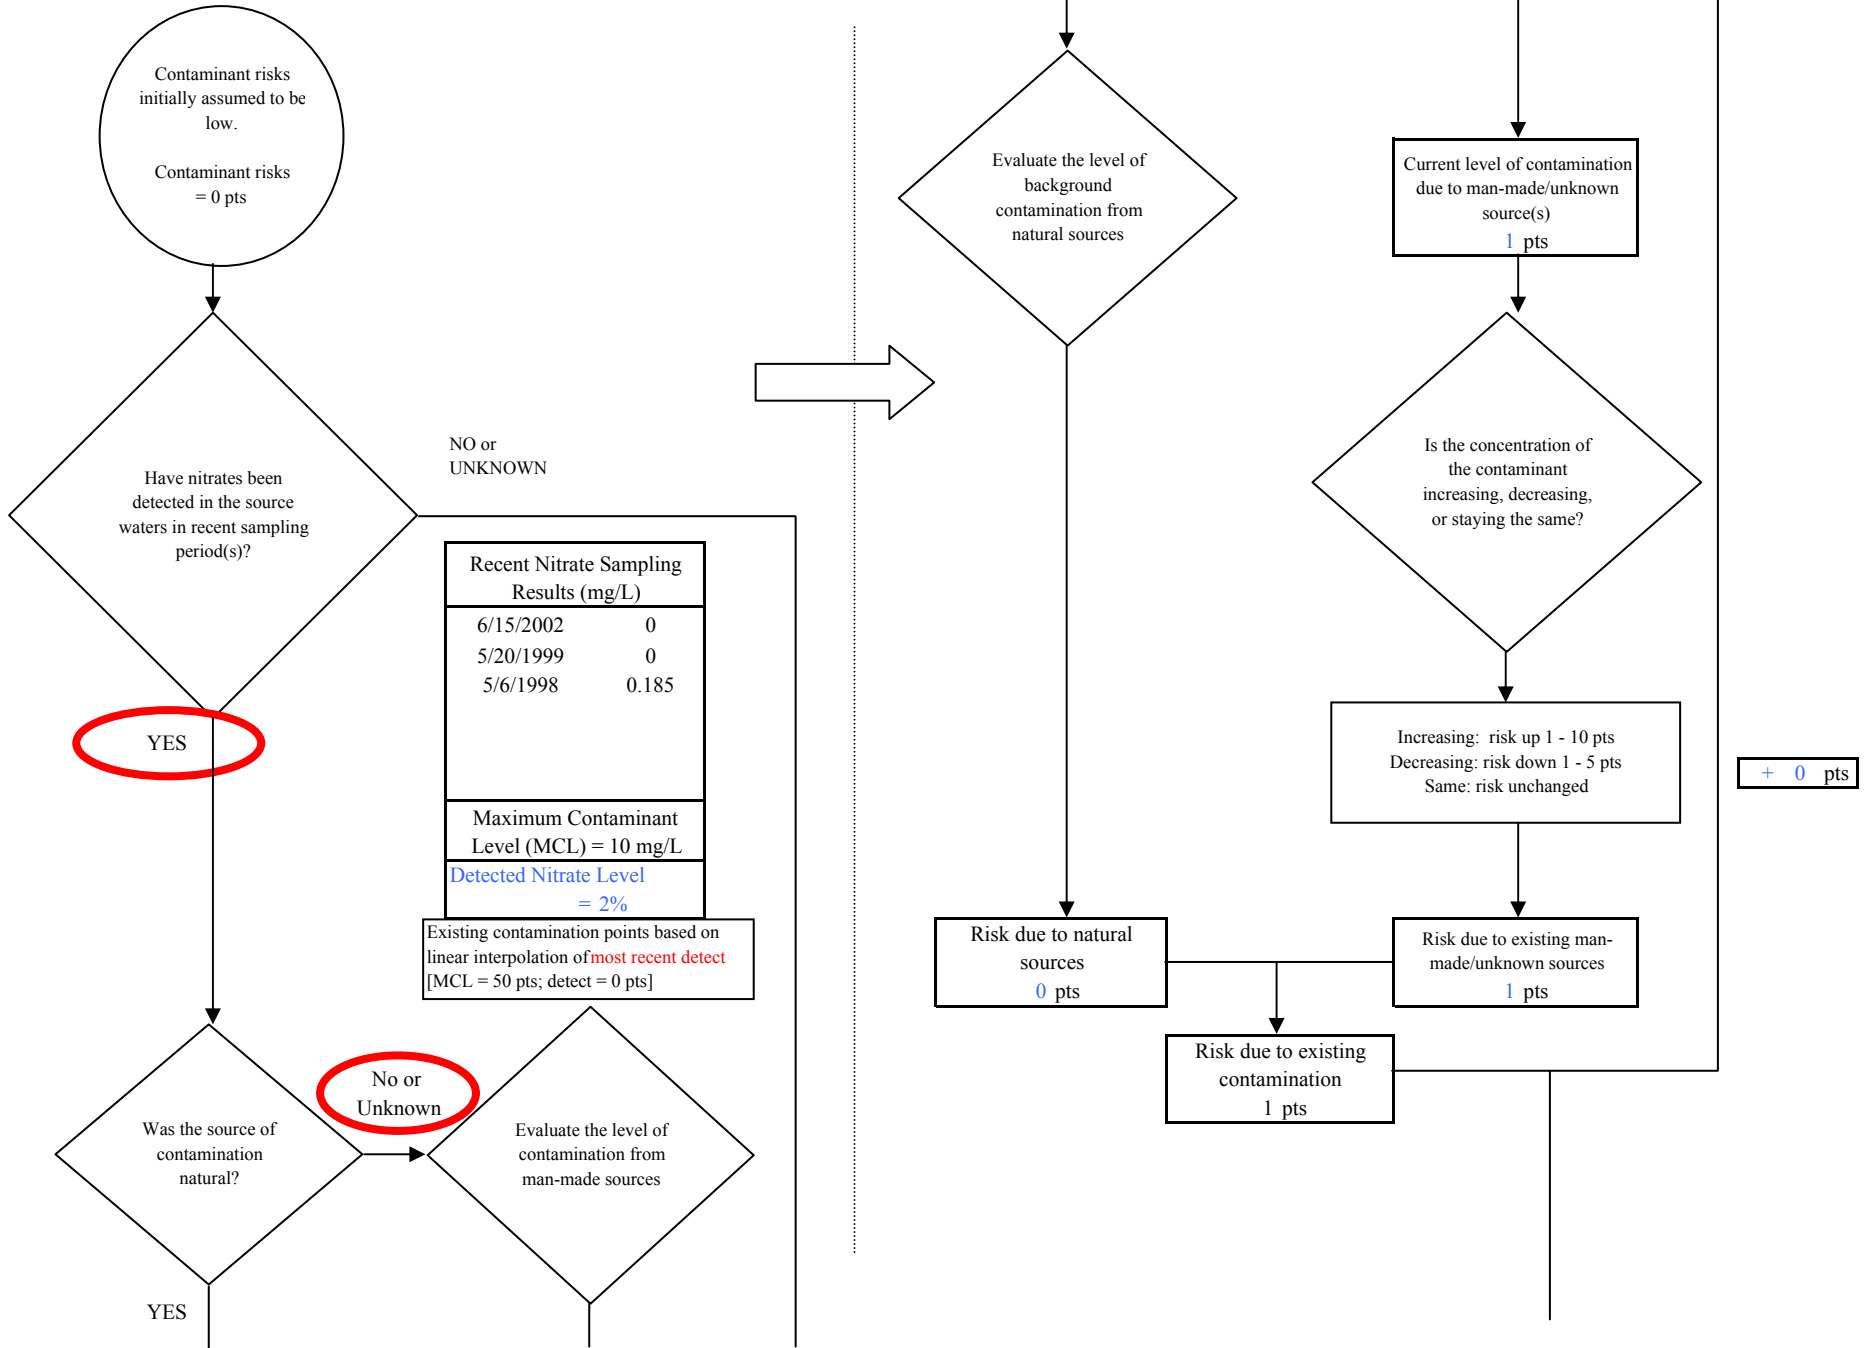 Contaminant risks
initially assumed to be
low.
Contaminant risks
= 0 pts
Have nitrates been
detected in the source
waters in recent sampling
period(s)?
NO or
UNKNOWN
YES
Recent Nitrate Sampling
Results (mg/L)
6/15/2002 0
5/20/1999 0
5/6/1998 0.185
Maximum Contaminant
Level (MCL) = 10 mg/L
Detected Nitrate Level
= 2%
Existing contamination points based on
linear interpolation of most recent detect
[MCL = 50 pts; detect = 0 pts]
Was the source of
contamination
natural?
No or
Unknown
Evaluate the level of
contamination from
man-made sources
YES
Evaluate the level of
background
contamination from
natural sources
Current level of contamination
due to man-made/unknown
source(s)
1 pts
Is the concentration of
the contaminant
increasing, decreasing,
or staying the same?
Increasing: risk up 1 - 10 pts
Decreasing: risk down 1 - 5 pts
Same: risk unchanged
+ 0 pts
Risk due to natural
sources
0 pts
Risk due to existing man-
made/unknown sources
1 pts
Risk due to existing
contamination
1 pts